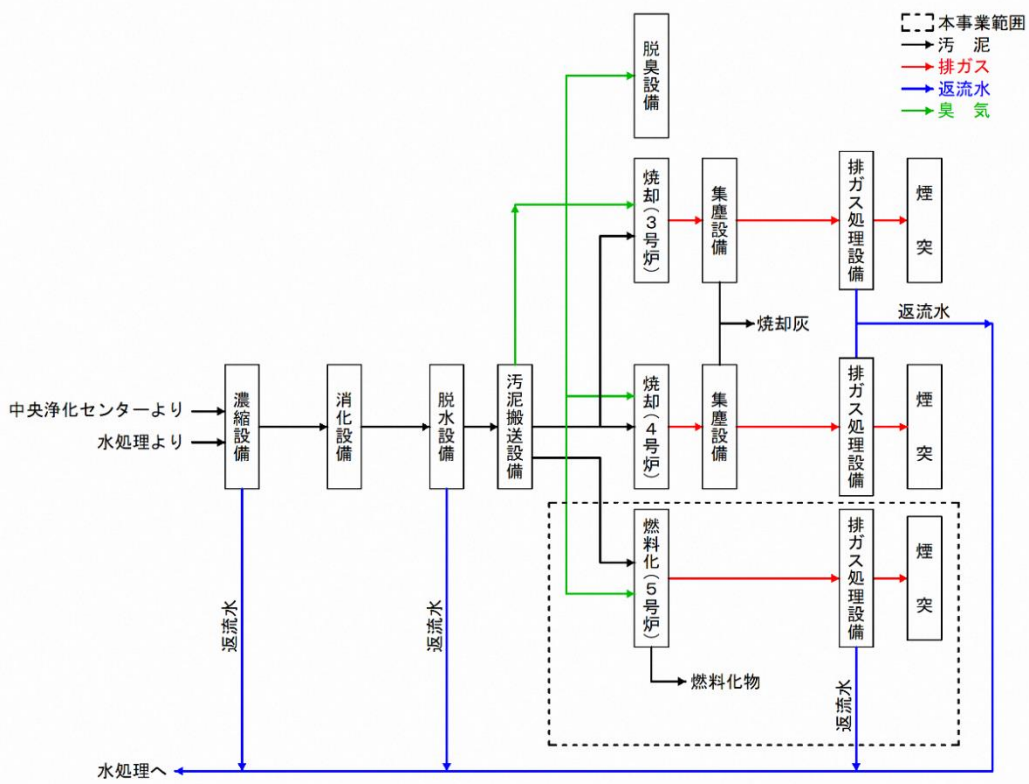 本事業範囲
汚　泥
排ガス
返流水
臭　気
脱臭設備
焼却(3号炉)
集塵設備
排ガス処理設備
煙突
返流水
焼却灰
中央浄化センターより
水処理より
濃縮設備
消化設備
脱水設備
汚泥搬送設備
焼却(4号炉)
集塵設備
排ガス処理設備
煙突
燃料化(5号炉)
排ガス処理設備
煙突
返流水
返流水
燃料化物
返流水
水処理へ